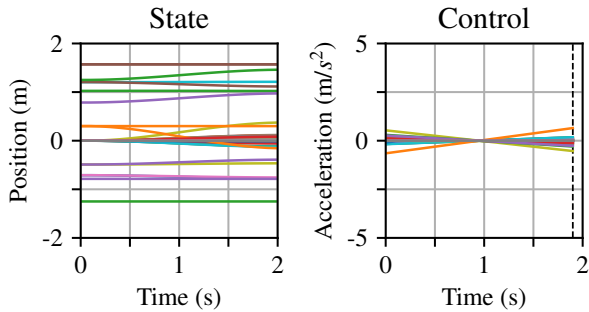 State
Position (m)
2
0
-2
0
1
2
Time (s)
Control
Acceleration (m/s²)
5
0
-5
0
1
2
Time (s)